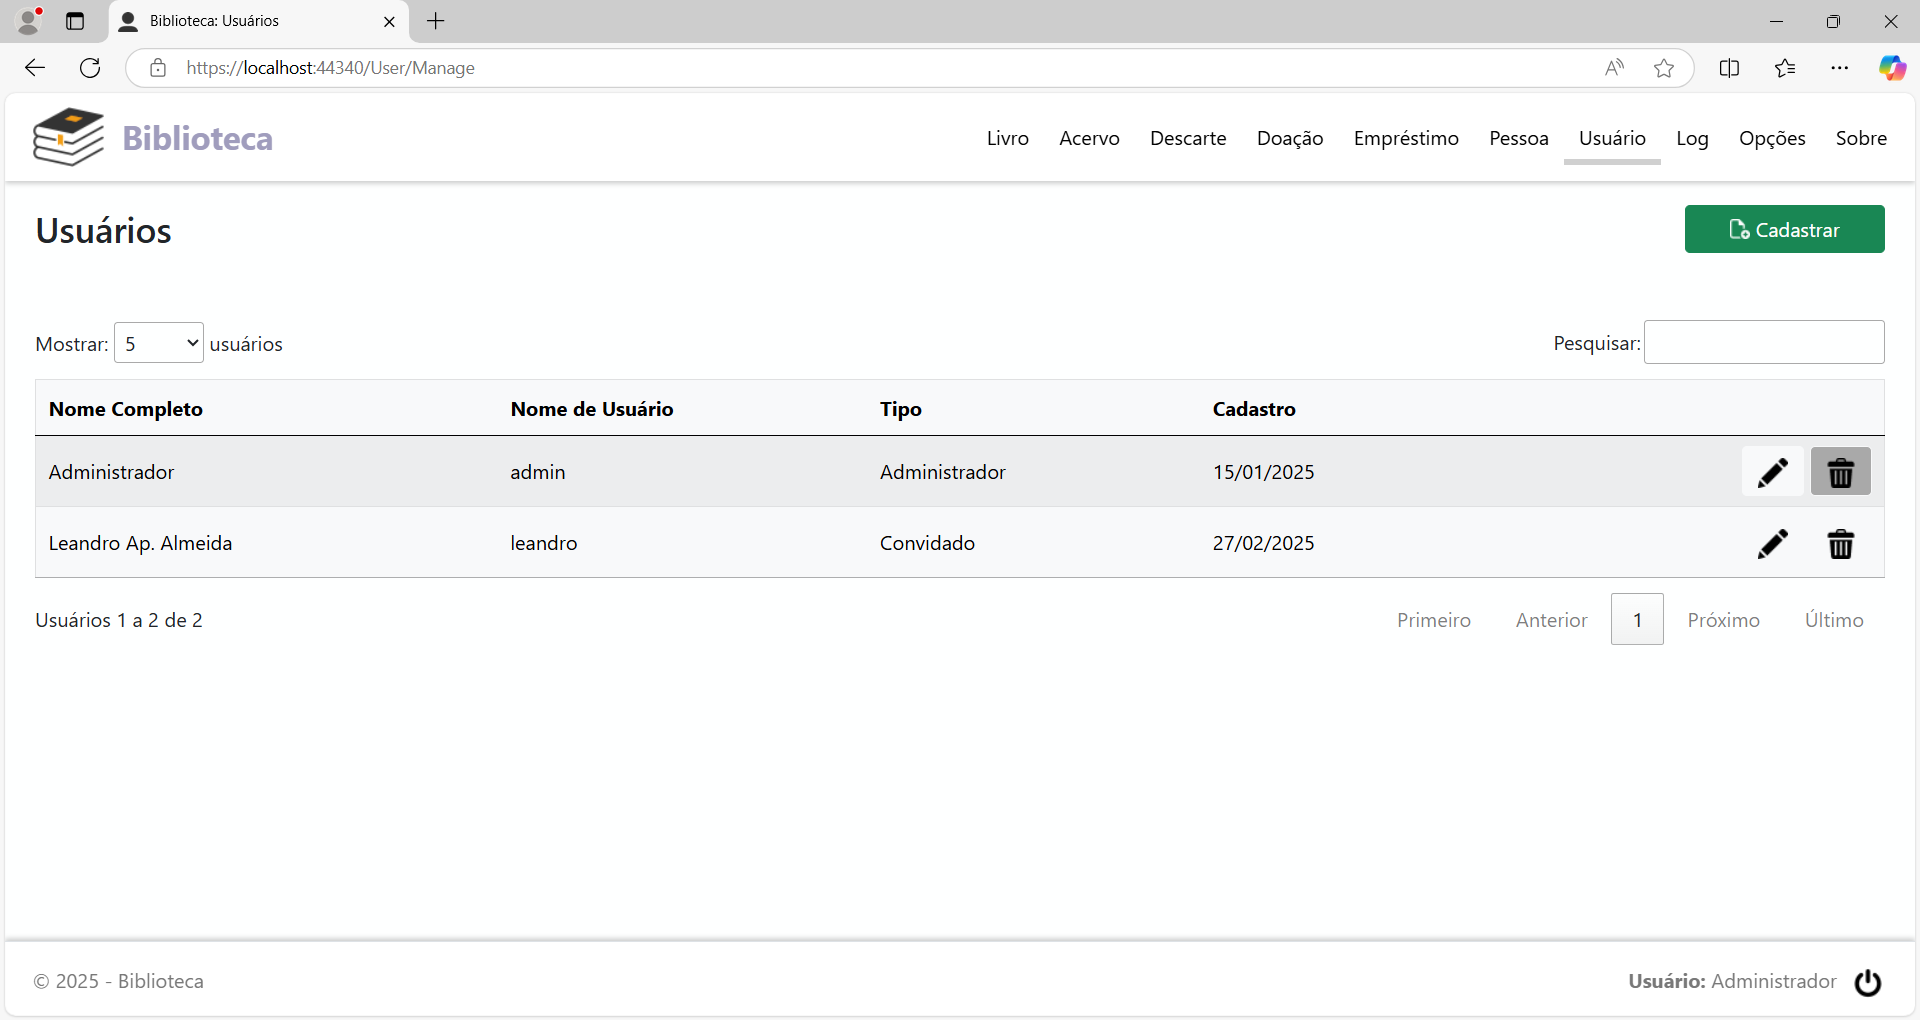 Biblioteca: Usuários
https://localhost:44340/User/Manage
Biblioteca
Livro Acervo Descarte Doação Empréstimo Pessoa Usuário Log Opções Sobre
Usuários
Cadastrar
Mostrar: 5 usuários
Pesquisar:
Nome Completo Nome de Usuário Tipo Cadastro
Administrador admin Administrador 15/01/2025
Leandro Ap. Almeida leandro Convidado 27/02/2025
Usuários 1 a 2 de 2
Primeiro Anterior 1 Próximo Último
© 2025 - Biblioteca
Usuário: Administrador